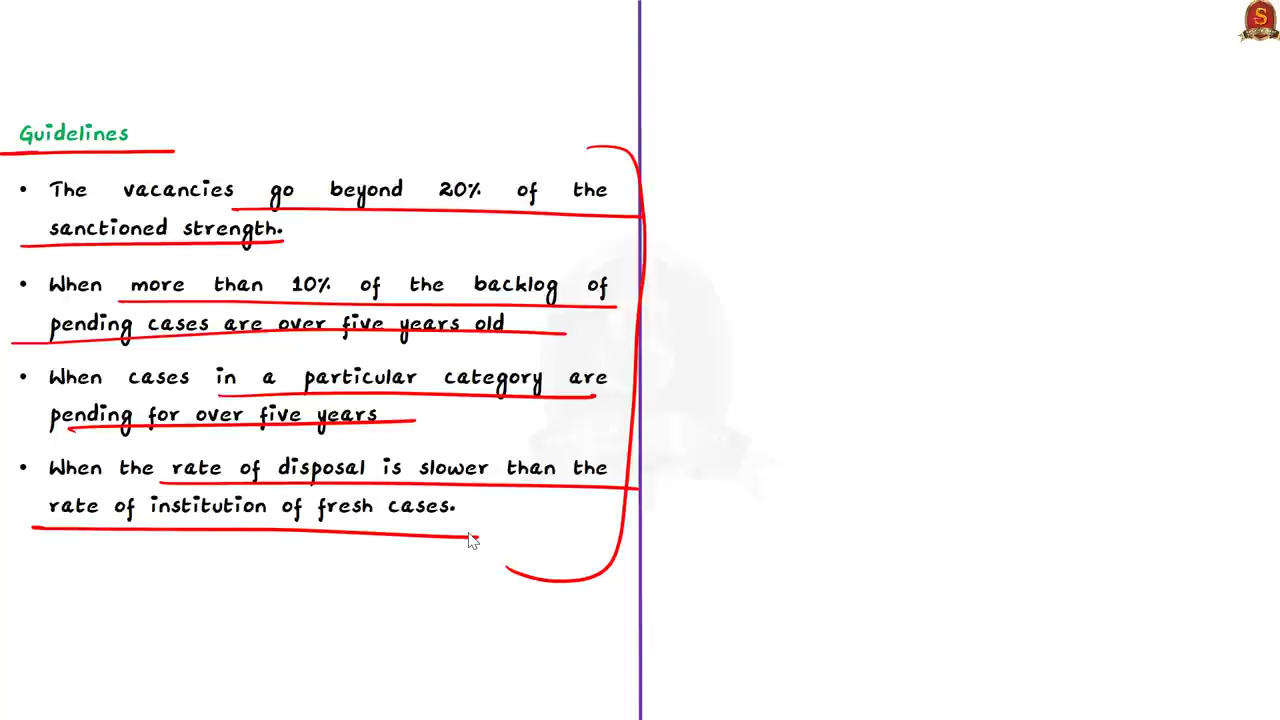 Guidelines
• The vacancies go beyond 20% of the
sanctioned strength.
• When more than 10% of the backlog of
pending cases are over five years old
• When cases in a particular category are
pending for over five years
• When the rate of disposal is slower than the
rate of institution of fresh cases.
S